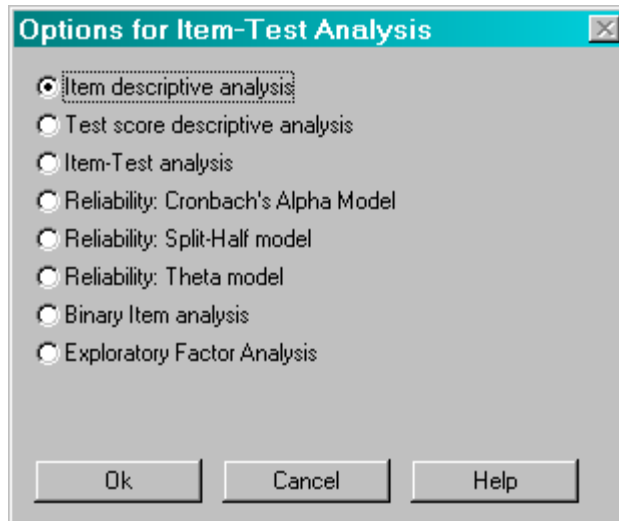 Options for Item-Test Analysis
Item descriptive analysis
Test score descriptive analysis
Item-Test analysis
Reliability: Cronbach's Alpha Model
Reliability: Split-Half model
Reliability: Theta model
Binary Item analysis
Exploratory Factor Analysis
Ok Cancel Help